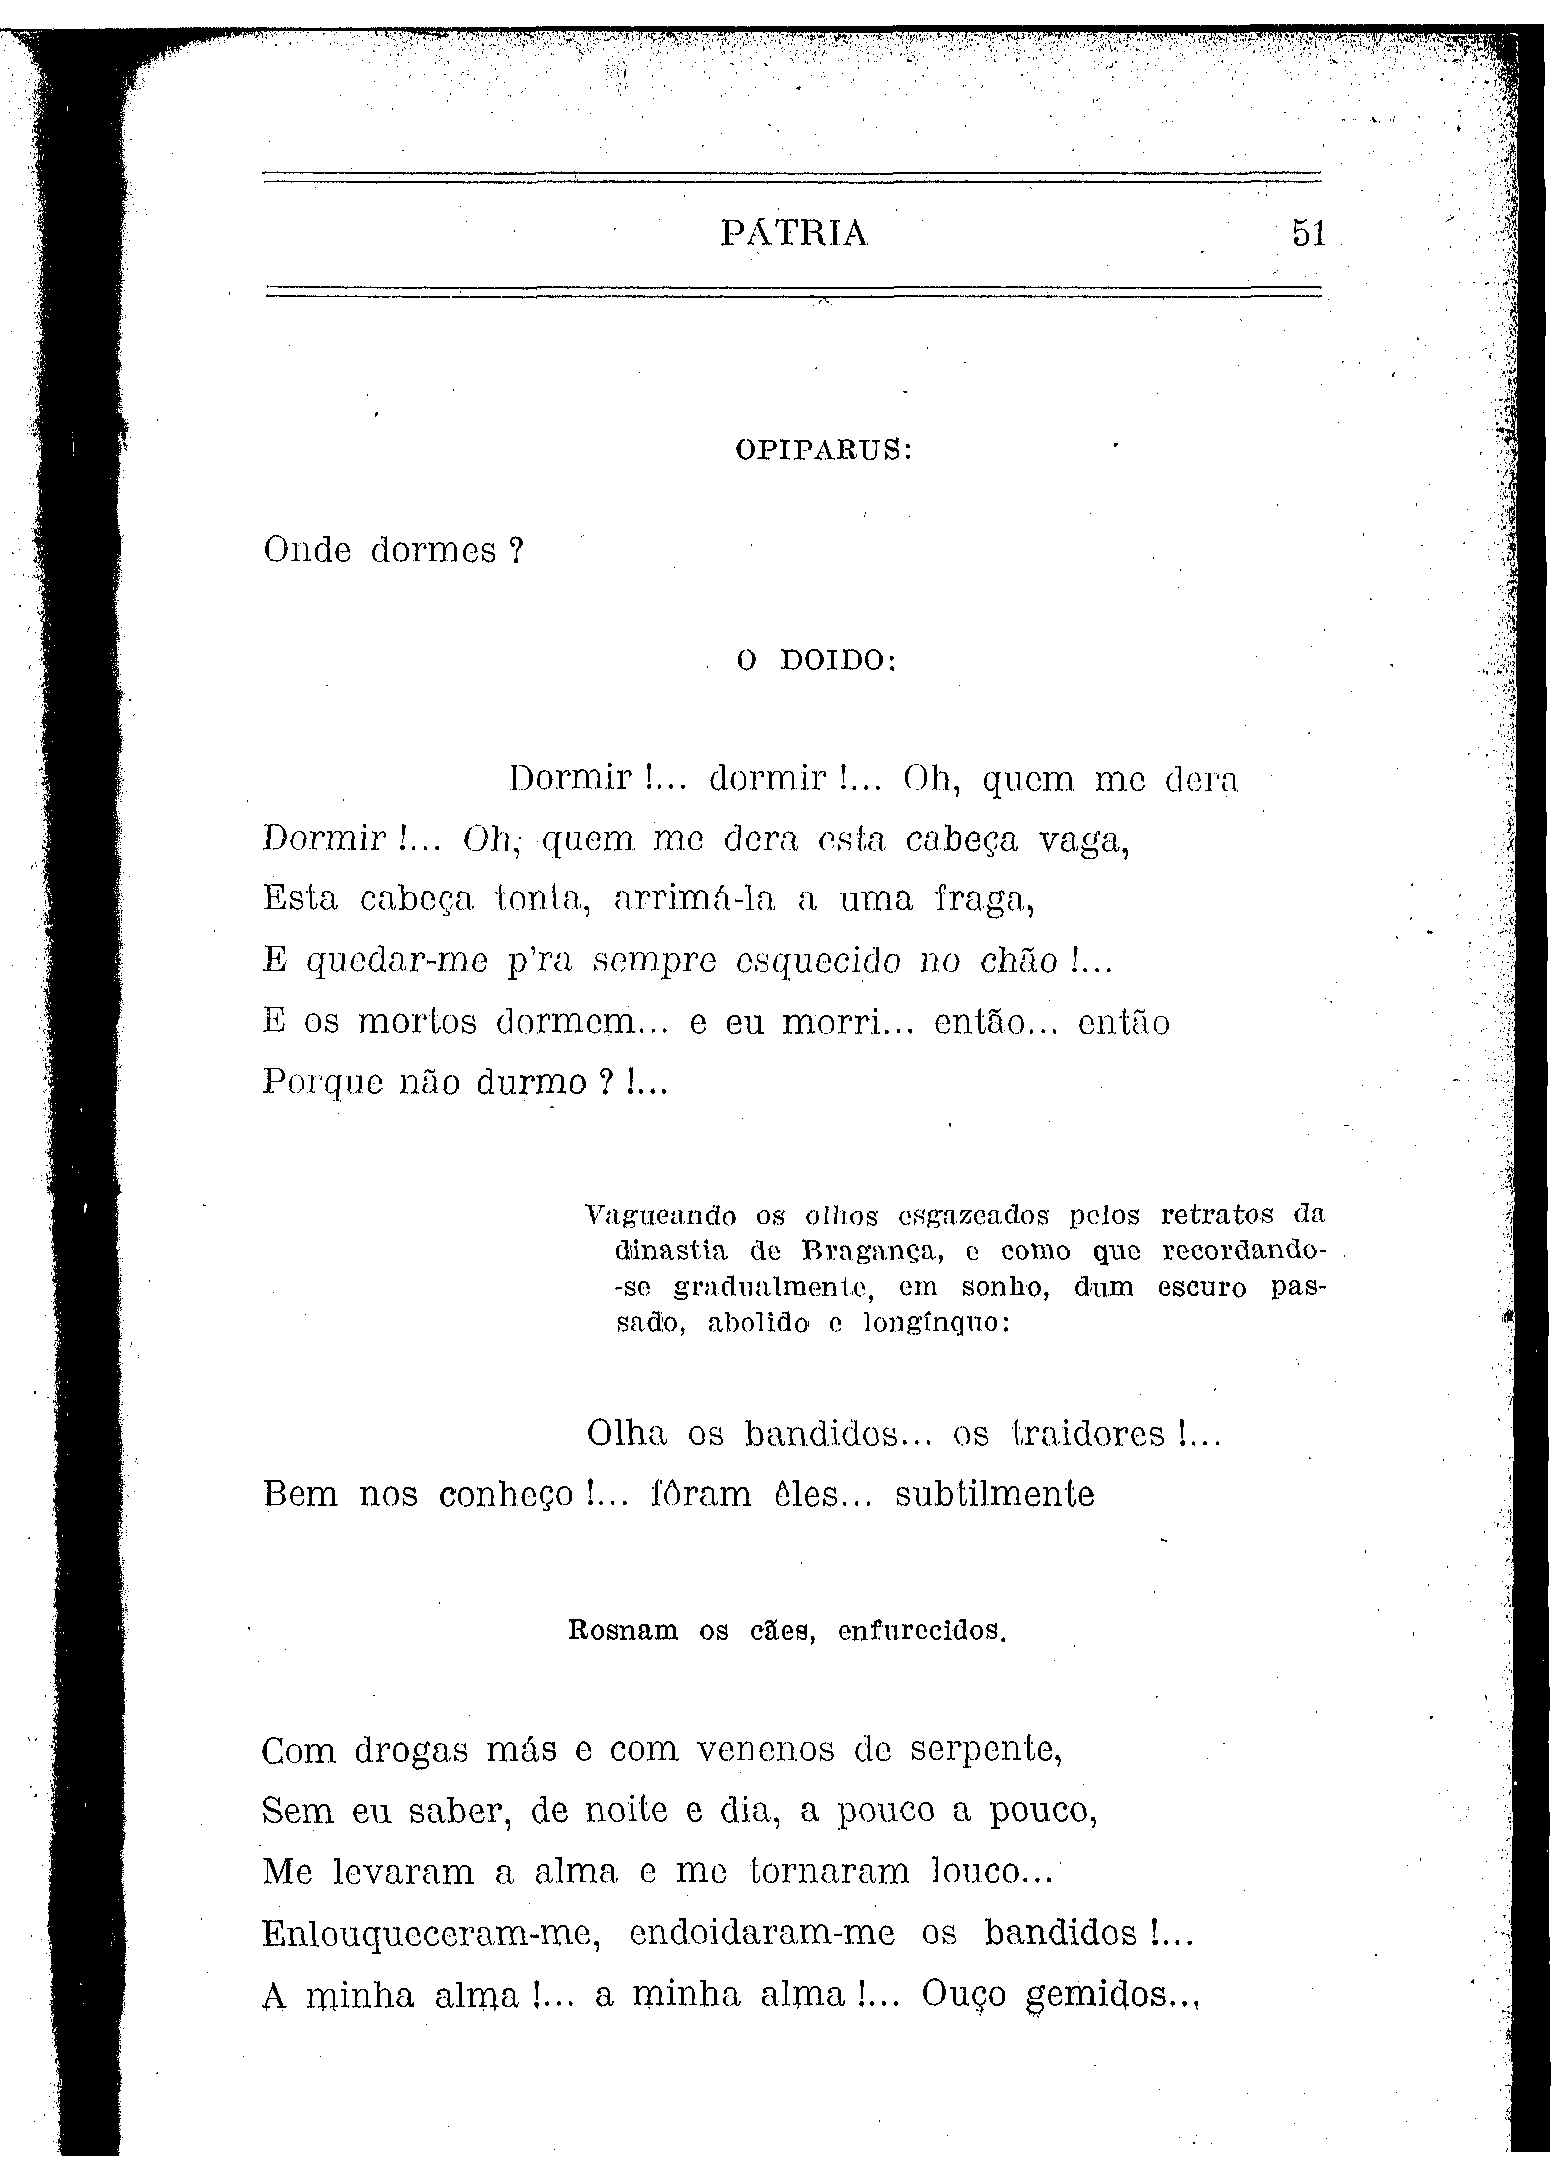 PÁTRIA 51
OPIPARUS:
Onde dormes ?
O DOIDO:
Dormir !... dormir !... Oh, quem me dera
Dormir !... Oh, quem me dera esta cabeça vaga,
Esta cabeça tonta, arrimá-la a uma fraga,
E quedar-me p'ra sempre esquecido no chão !...
E os mortos dormem... e eu morri... então... então
Porque não durmo ? !...
Vagueando os olhos esgazeados pelos retratos da
dinastia de Bragança, e como que recordando-
-se gradualmente, em sonho, dum escuro pas-
sado, abolido e longínquo:
Olha os bandidos... os traidores !...
Bem nos conheço !... fôram êles... subtilmente
Rosnam os cães, enfurecidos.
Com drogas más e com venenos de serpente,
Sem eu saber, de noite e dia, a pouco a pouco,
Me levaram a alma e me tornaram louco...
Enlouqueceram-me, endoidaram-me os bandidos !...
A minha alma !... a minha alma !... Ouço gemidos...